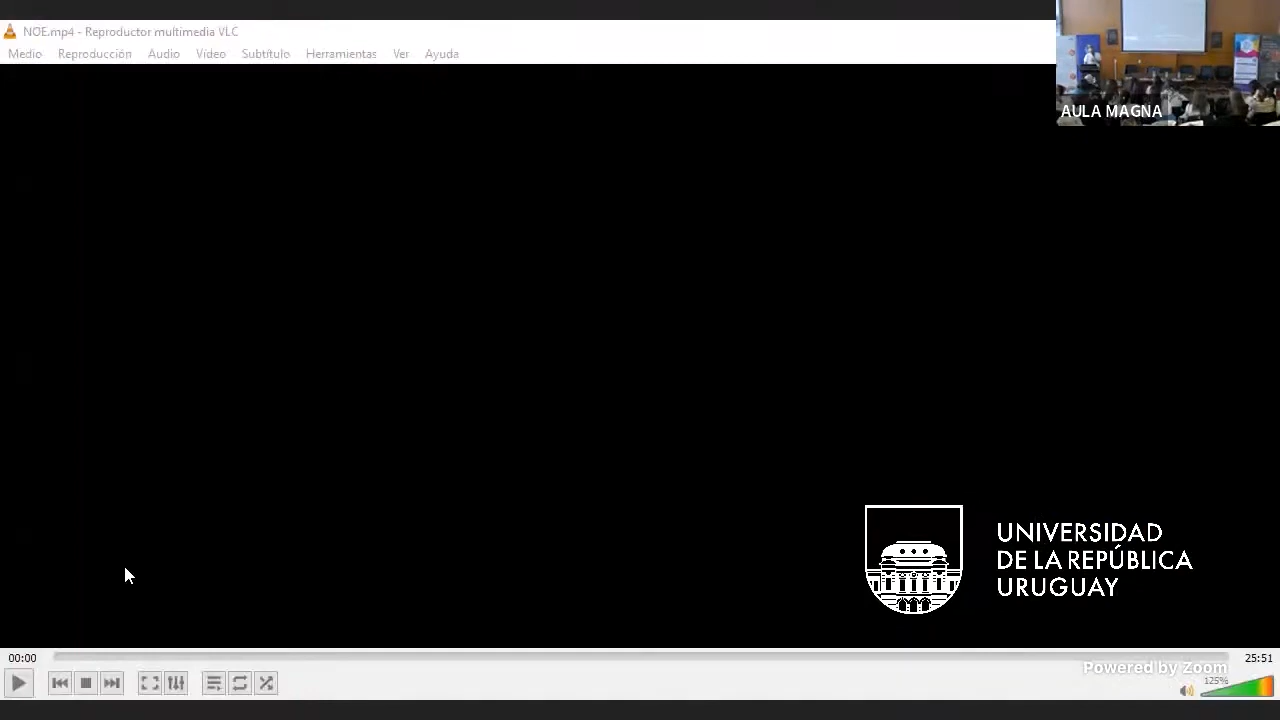 NOE.mp4 - Reproductor multimedia VLC
Medio Reproducción Audio Vídeo Subtítulo Herramientas Ver Ayuda
AULA MAGNA
UNIVERSIDAD
DE LA REPÚBLICA
URUGUAY
00:00
25:51
Powered by Zoom
125%